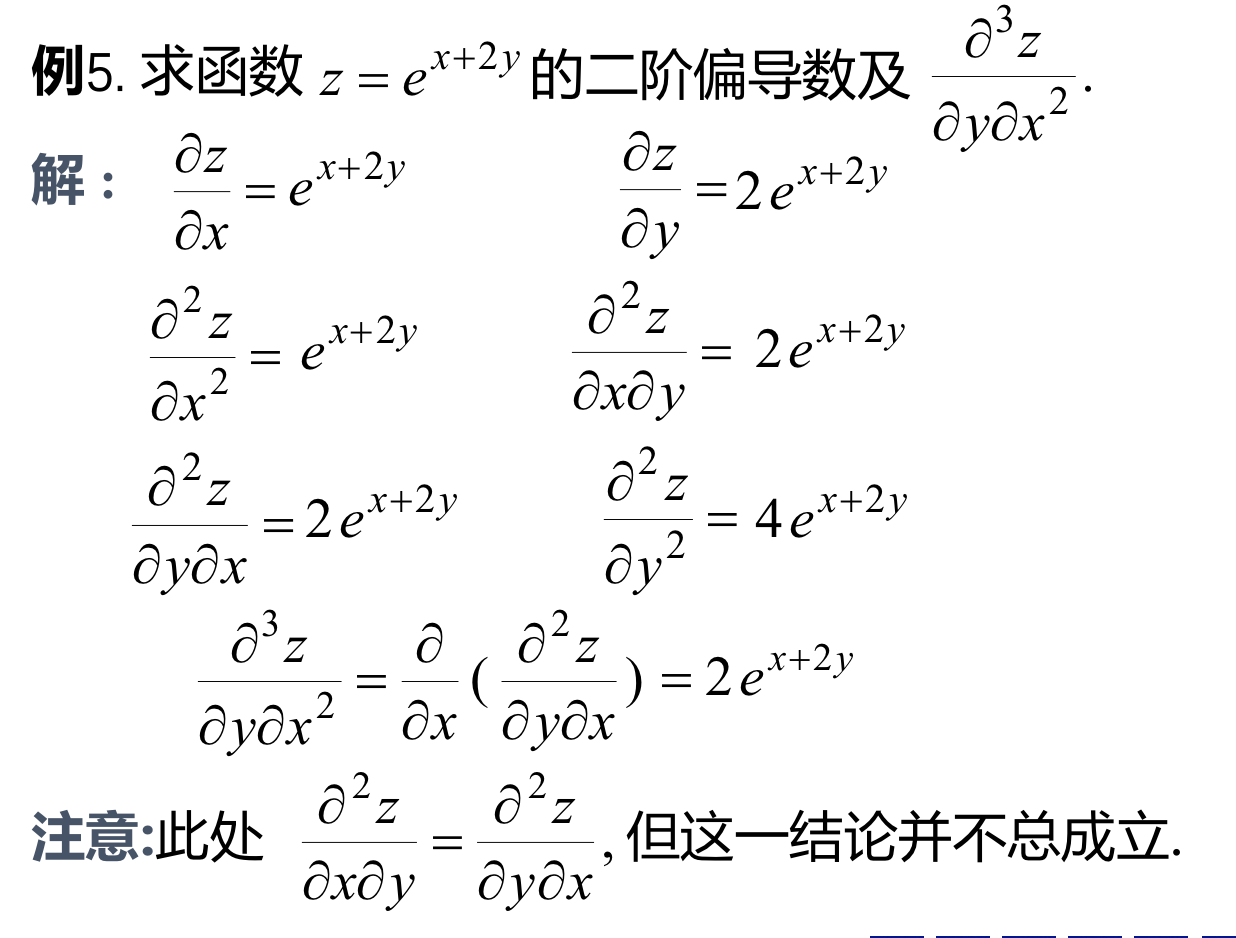 例5. 求函数 $z = e^{x+2y}$ 的二阶偏导数及 $\frac{\partial^3 z}{\partial y \partial x^2}$.
解: $\frac{\partial z}{\partial x} = e^{x+2y}$ $\frac{\partial z}{\partial y} = 2e^{x+2y}$
$\frac{\partial^2 z}{\partial x^2} = e^{x+2y}$ $\frac{\partial^2 z}{\partial x \partial y} = 2e^{x+2y}$
$\frac{\partial^2 z}{\partial y \partial x} = 2e^{x+2y}$ $\frac{\partial^2 z}{\partial y^2} = 4e^{x+2y}$
$\frac{\partial^3 z}{\partial y \partial x^2} = \frac{\partial}{\partial x} ( \frac{\partial^2 z}{\partial y \partial x} ) = 2e^{x+2y}$
注意:此处 $\frac{\partial^2 z}{\partial x \partial y} = \frac{\partial^2 z}{\partial y \partial x}$, 但这一结论并不总成立.